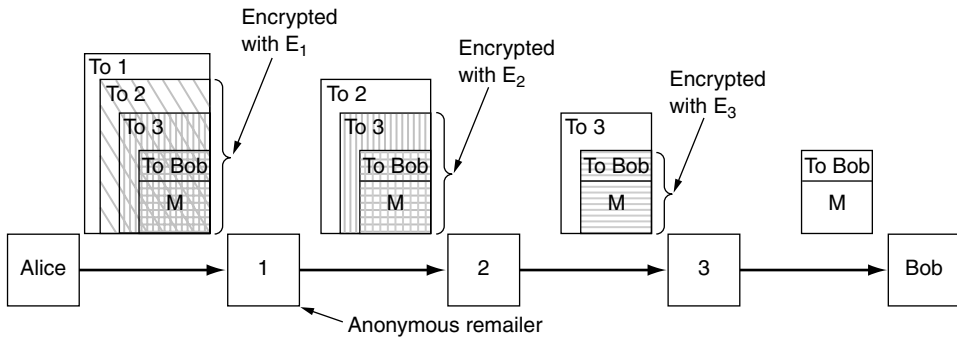 Encrypted
with E₁
Encrypted
with E₂
Encrypted
with E₃
To 1
To 2
To 3
To Bob
M
To 2
To 3
To Bob
M
To 3
To Bob
M
To Bob
M
Alice
1
2
3
Bob
Anonymous remailer